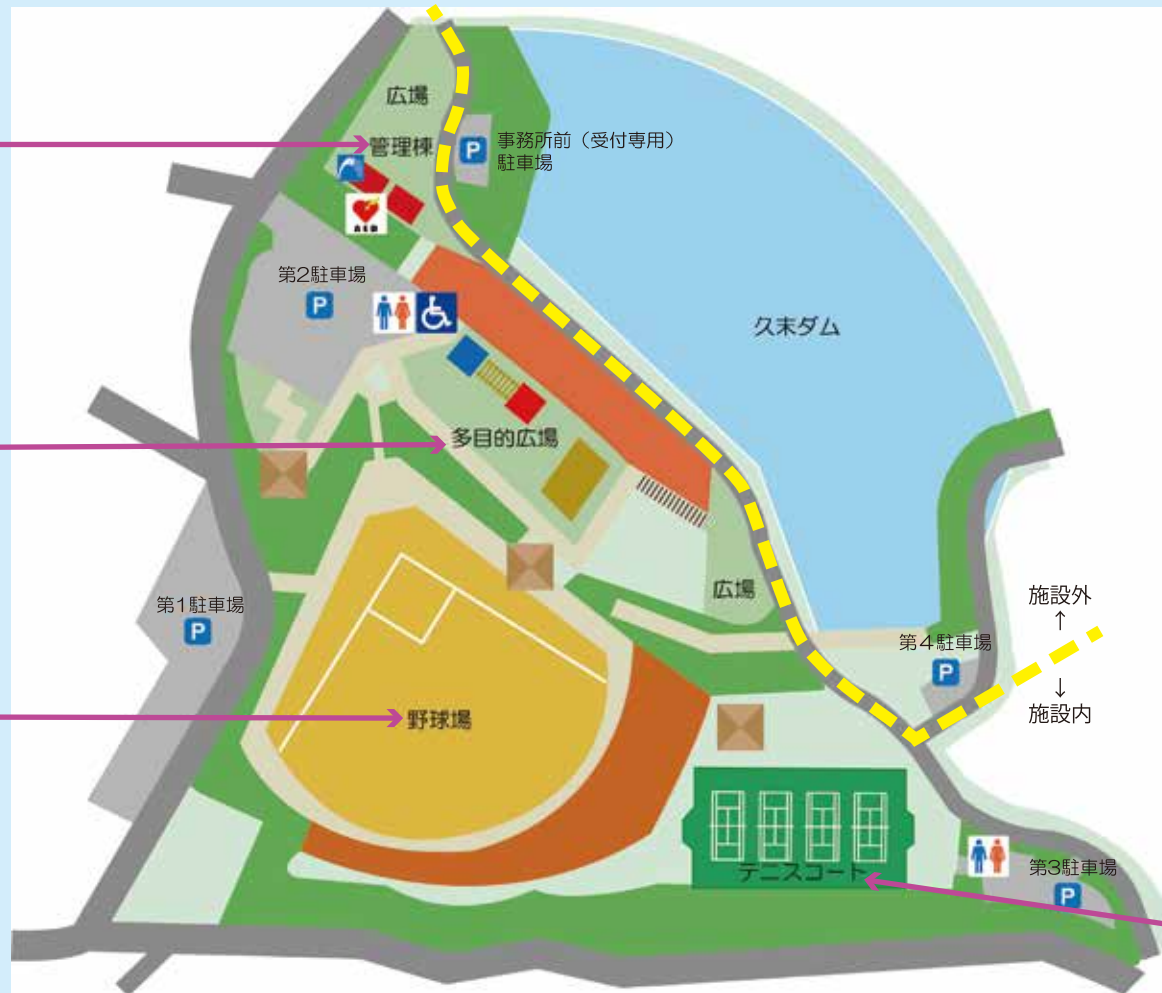 広場
管理棟
P
事務所前（受付専用）
駐車場
AED
第2駐車場
P
久末ダム
多目的広場
広場
第1駐車場
P
施設外
↑
第4駐車場
P
↓
施設内
野球場
テニスコート
第3駐車場
P